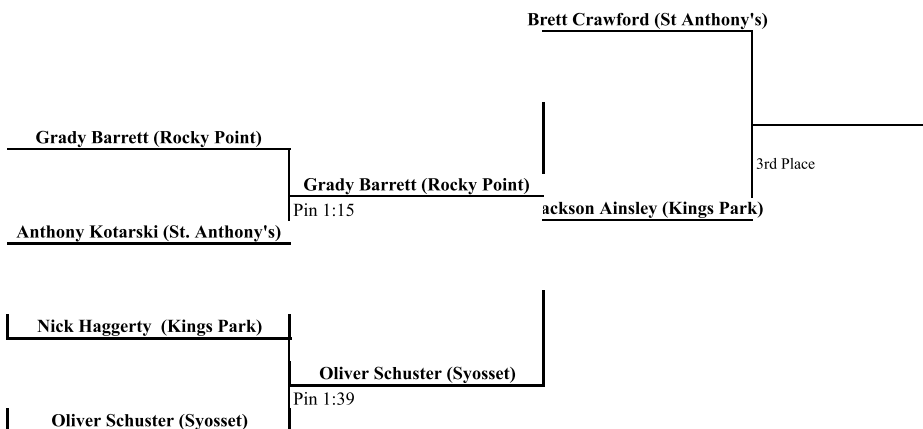 Brett Crawford (St Anthony's)
Grady Barrett (Rocky Point)
3rd Place
Grady Barrett (Rocky Point)
Pin 1:15
ackson Ainsley (Kings Park)
Anthony Kotarski (St. Anthony's)
Nick Haggerty (Kings Park)
Oliver Schuster (Syosset)
Pin 1:39
Oliver Schuster (Syosset)